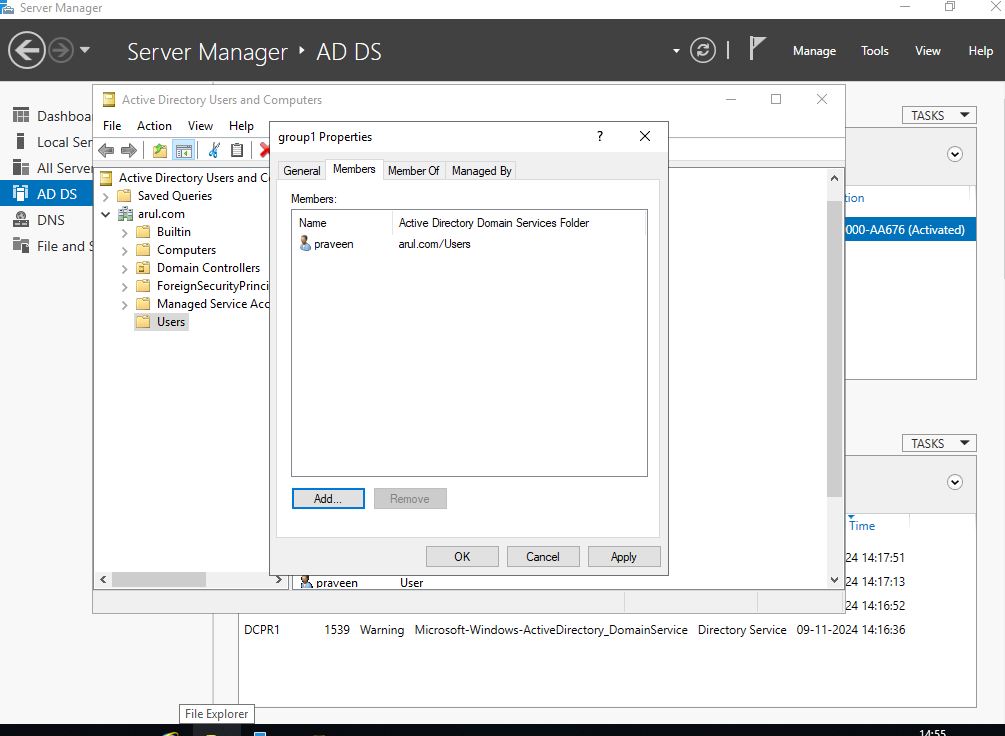 Server Manager
Server Manager ‣ AD DS
Manage Tools View Help
Dashboa
Local Ser
All Server
AD DS
DNS
File and S
Active Directory Users and Computers
File Action View Help
Active Directory Users and C
Saved Queries
arul.com
Builtin
Computers
Domain Controllers
ForeignSecurityPrinci
Managed Service Acc
Users
group1 Properties
?
General Members Member Of Managed By
Members:
Name Active Directory Domain Services Folder
praveen arul.com/Users
Add... Remove
OK Cancel Apply
praveen User
TASKS
tion
000-AA676 (Activated)
TASKS
Time
24 14:17:51
24 14:17:13
24 14:16:52
DCPR1 1539 Warning Microsoft-Windows-ActiveDirectory_DomainService Directory Service 09-11-2024 14:16:36
File Explorer
14:55